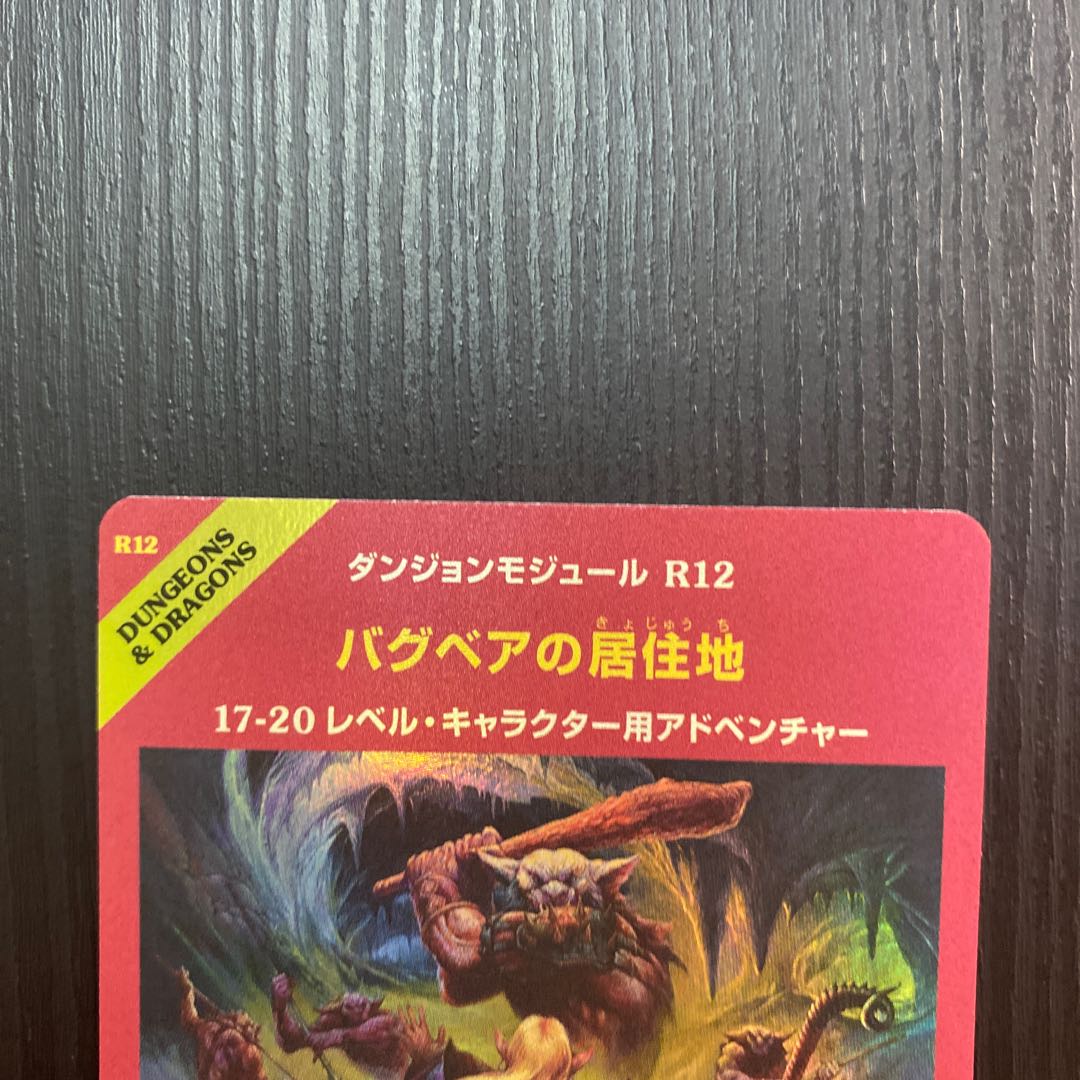 R12
DUNGEONS
& DRAGONS
ダンジョンモジュール R12
きょじゅうち
バグベアの居住地
17-20 レベル・キャラクター用アドベンチャー